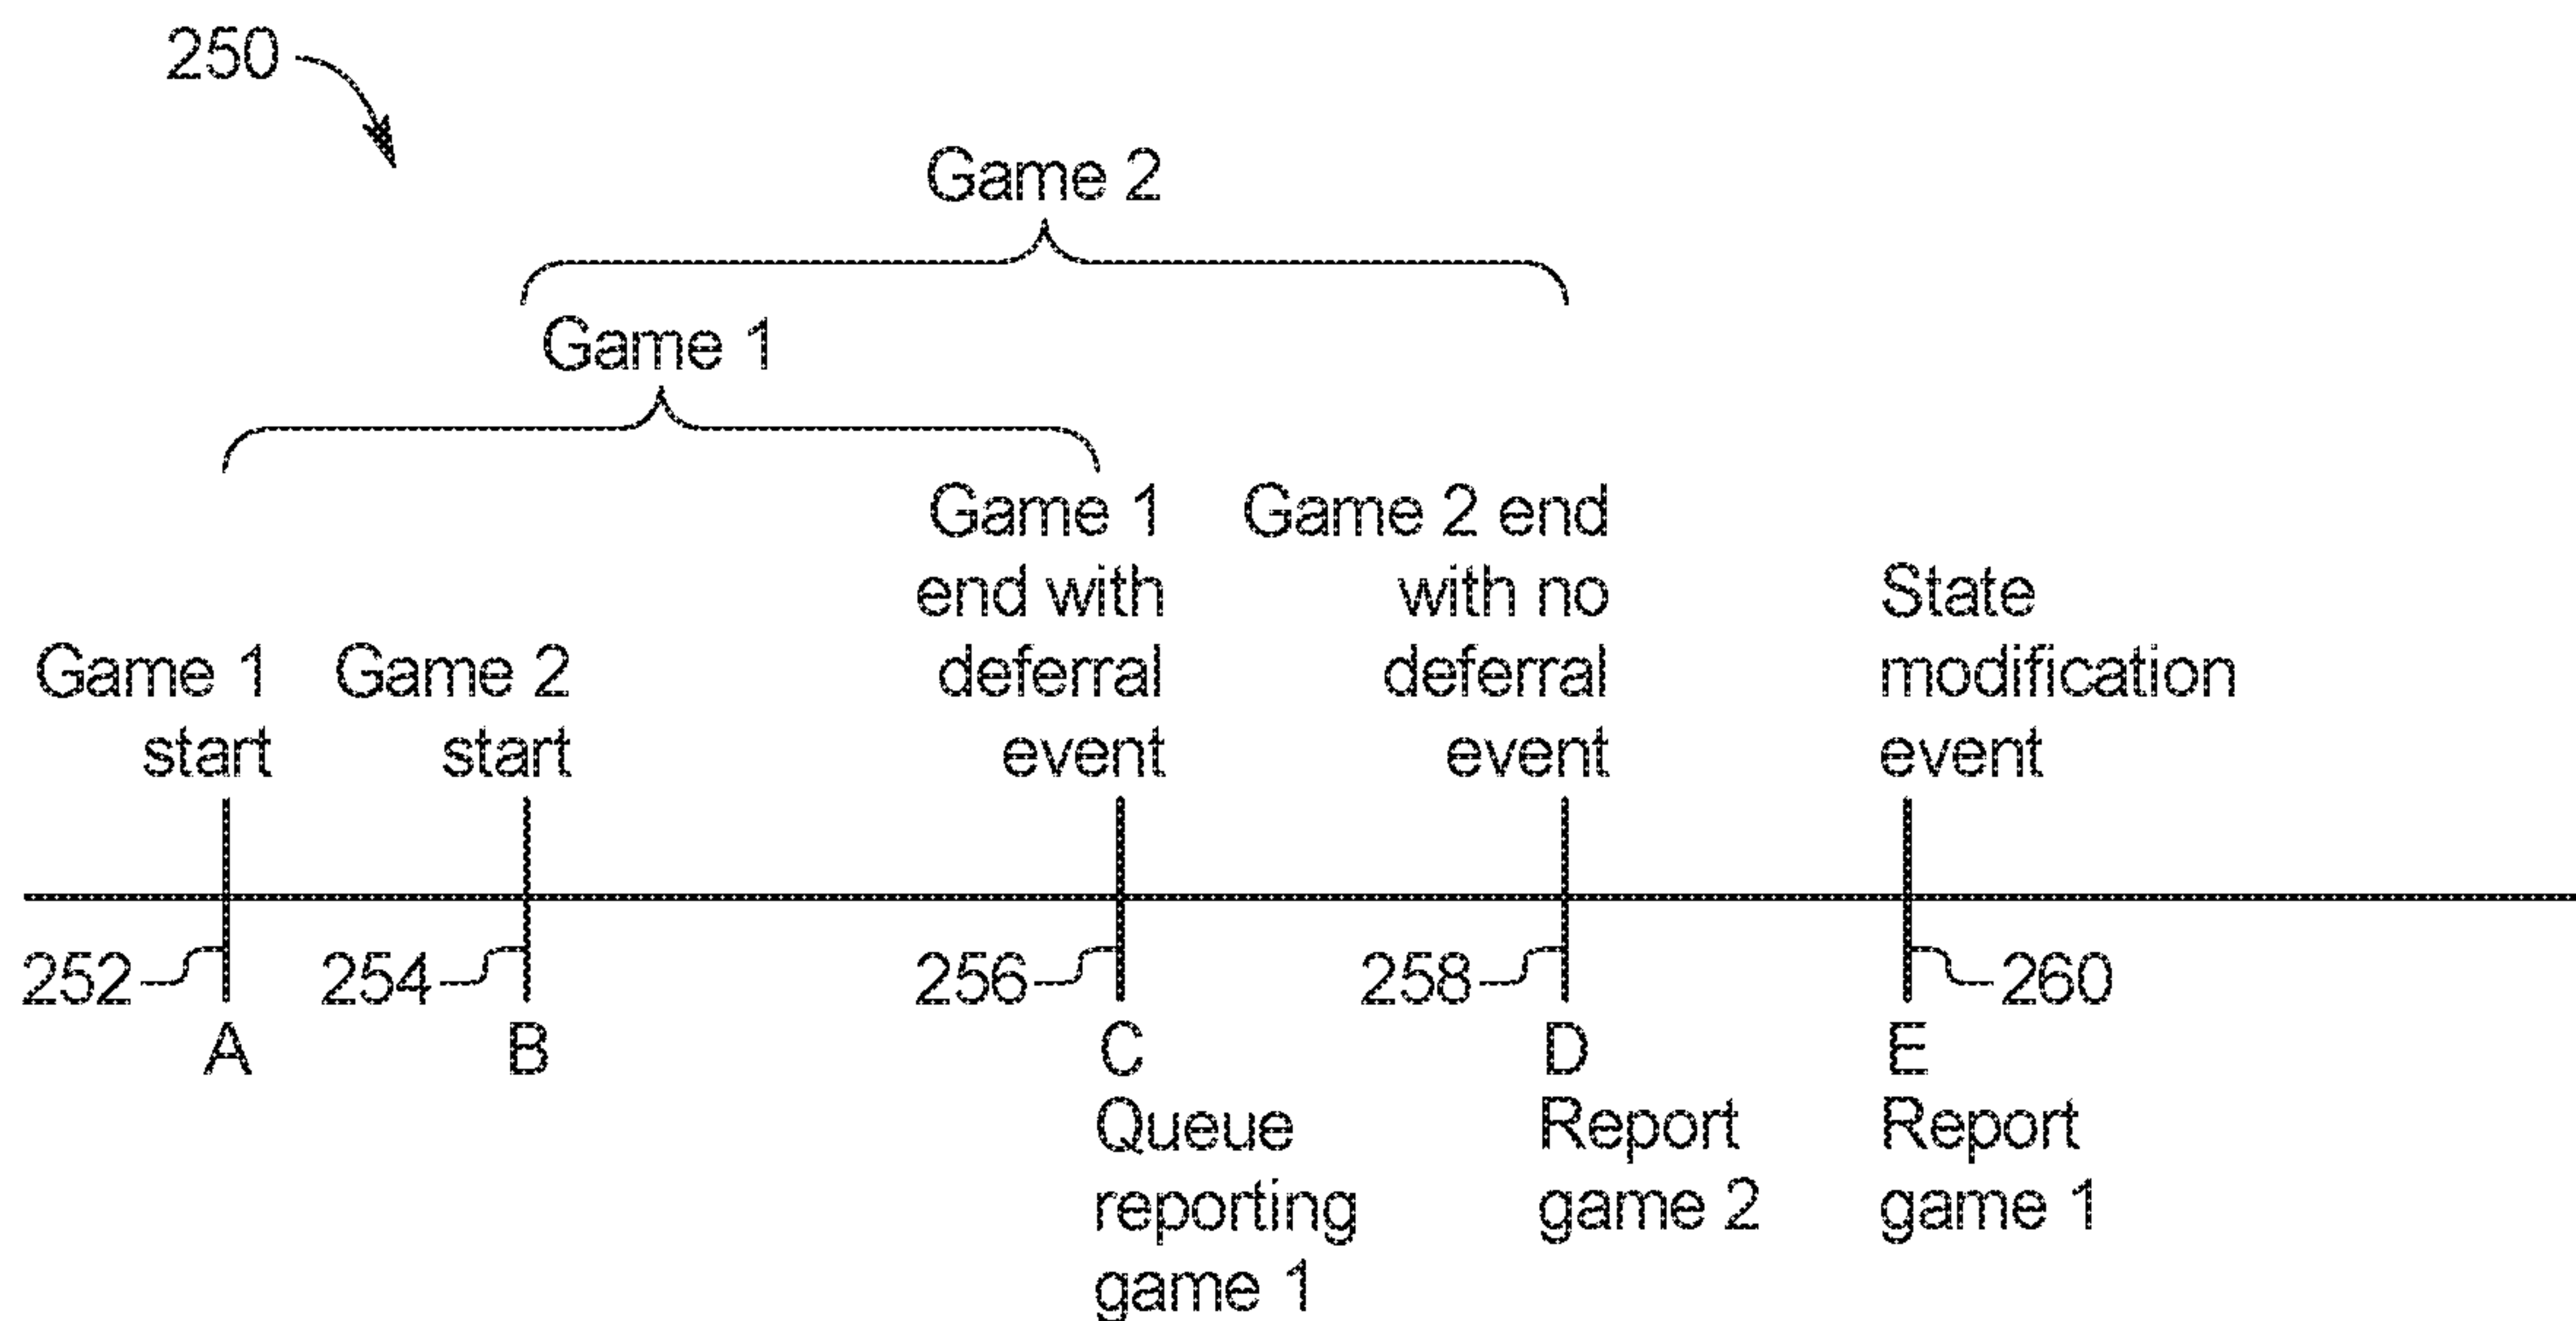 250
Game 2
Game 1
Game 1
start
Game 2
start
Game 1
end with
deferral
event
Game 2 end
with no
deferral
event
State
modification
event
252
254
256
258
260
A
B
C
Queue
reporting
game 1
D
Report
game 2
E
Report
game 1